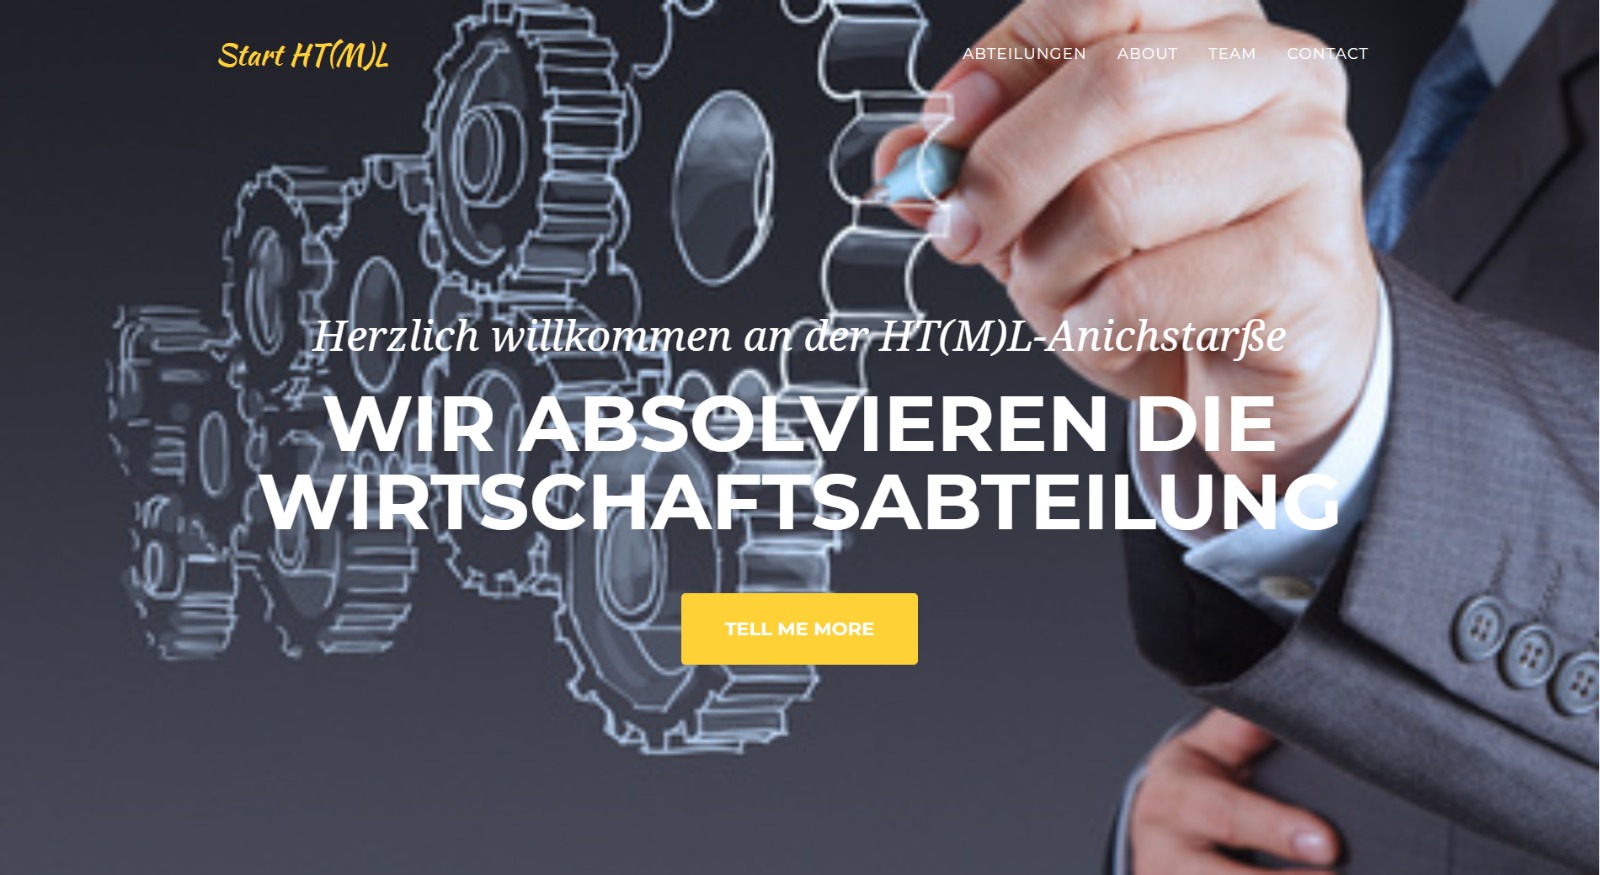 Start HT(M)L
ABTEILUNGEN ABOUT TEAM CONTACT
Herzlich willkommen an der HT(M)L-Anichstarße
WIR ABSOLVIEREN DIE
WIRTSCHAFTSABTEILUNG
TELL ME MORE